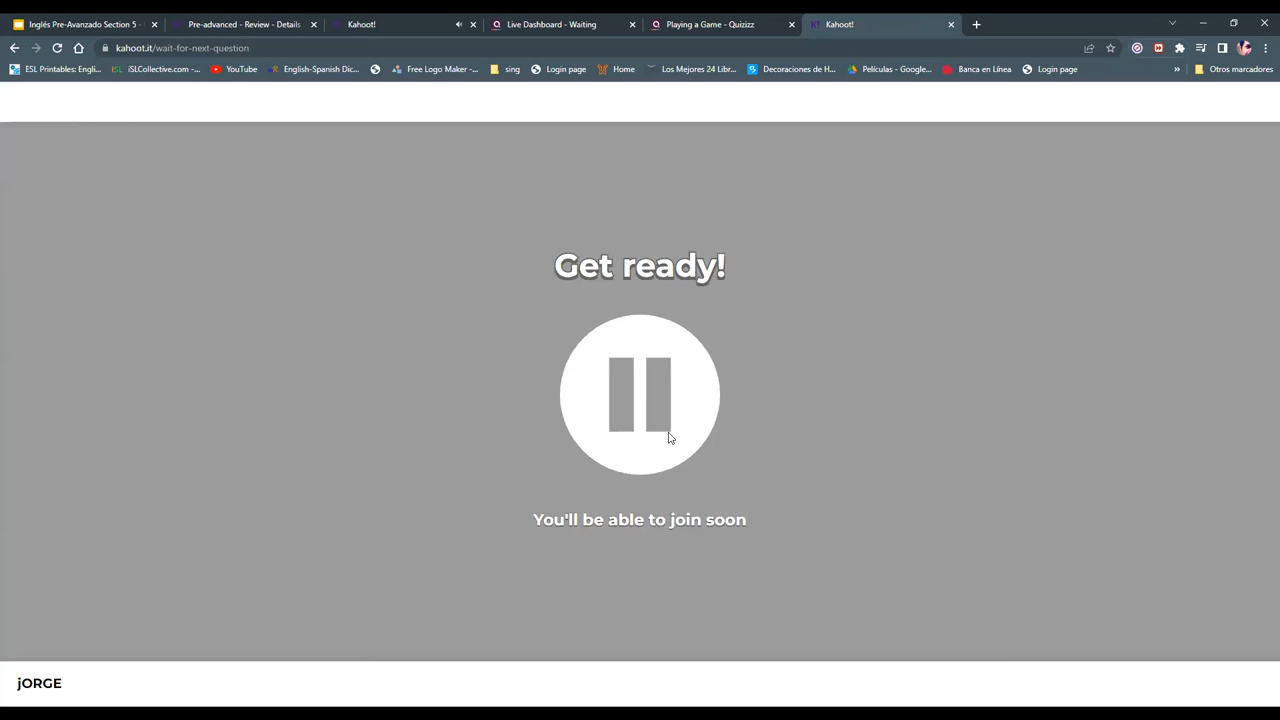 Inglés Pre-Avanzado Section 5 -
Pre-advanced - Review - Details
Kahoot!
Live Dashboard - Waiting
Playing a Game - Quizizz
Kahoot!
kahoot.it/wait-for-next-question
ESL Printables: Engli...
iSLCollective.com -...
YouTube
English-Spanish Dic...
Free Logo Maker -...
sing
Login page
Home
Los Mejores 24 Libr...
Decoraciones de H...
Películas - Google...
Banca en Línea
Login page
»
Otros marcadores
Get ready!
You'll be able to join soon
jORGE